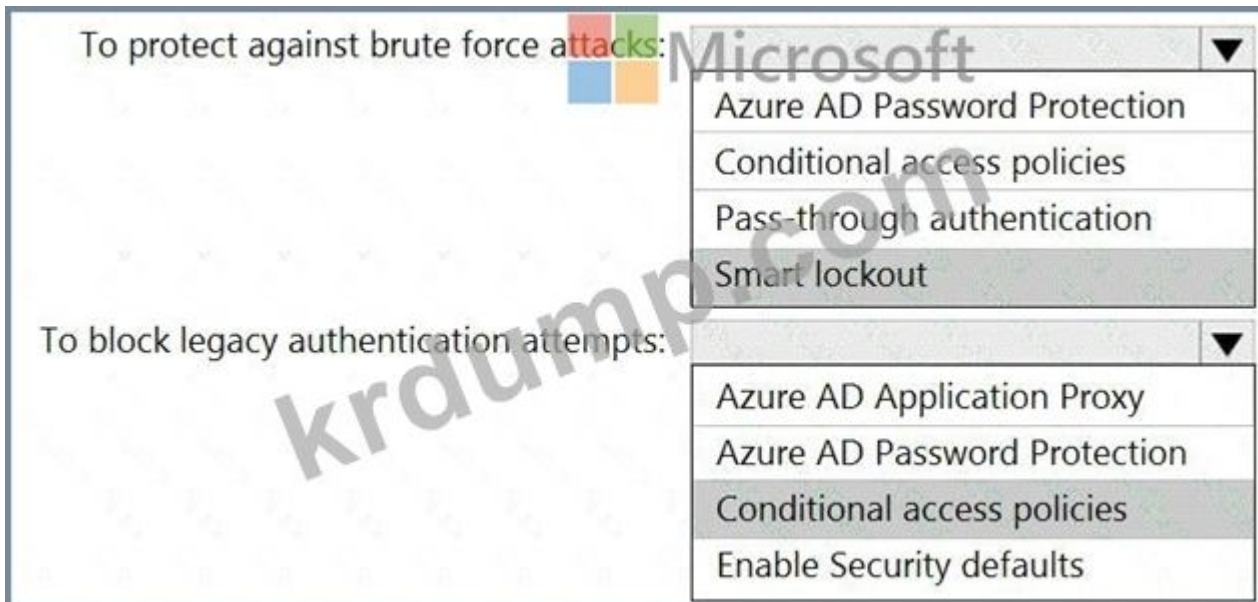 To protect against brute force attacks:
Microsoft
Azure AD Password Protection
Conditional access policies
Pass-through authentication
Smart lockout
To block legacy authentication attempts:
Azure AD Application Proxy
Azure AD Password Protection
Conditional access policies
Enable Security defaults
krdump.com